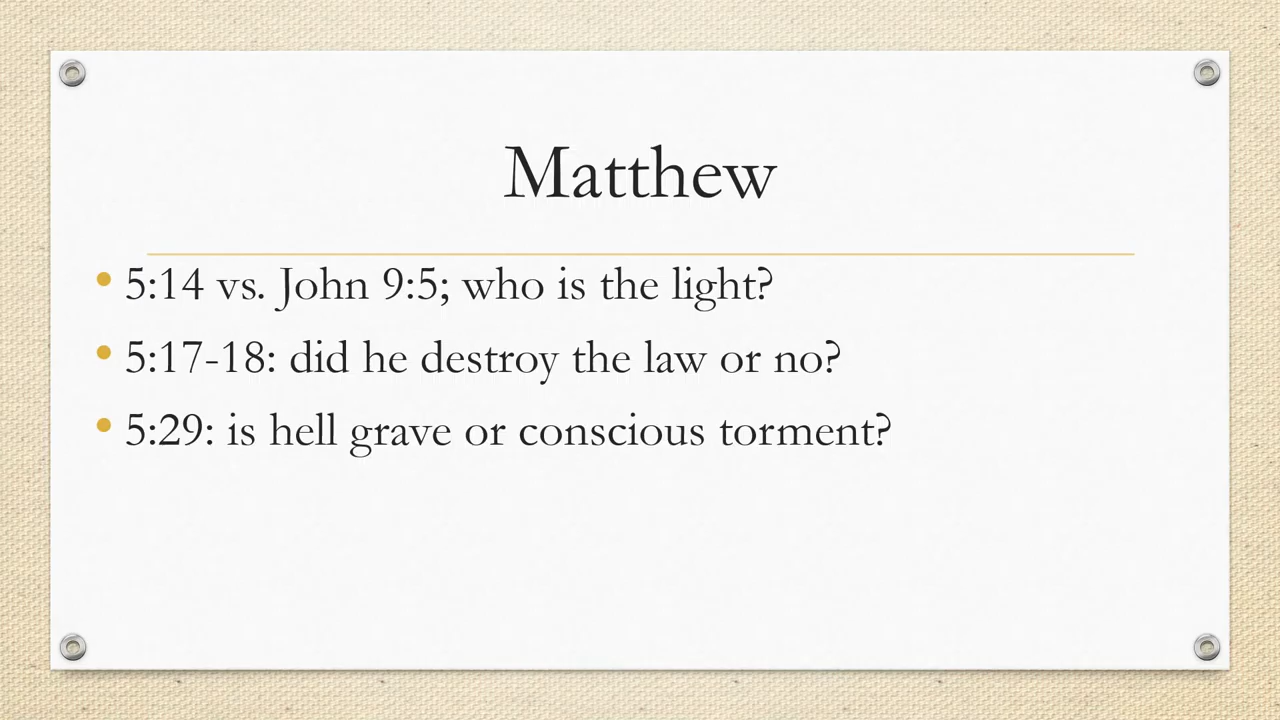 Matthew
• 5:14 vs. John 9:5; who is the light?
• 5:17-18: did he destroy the law or no?
• 5:29: is hell grave or conscious torment?